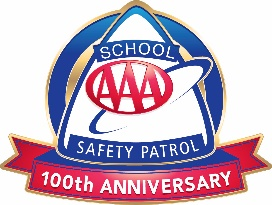 SCHOOL
AAA
SAFETY PATROL
100th ANNIVERSARY